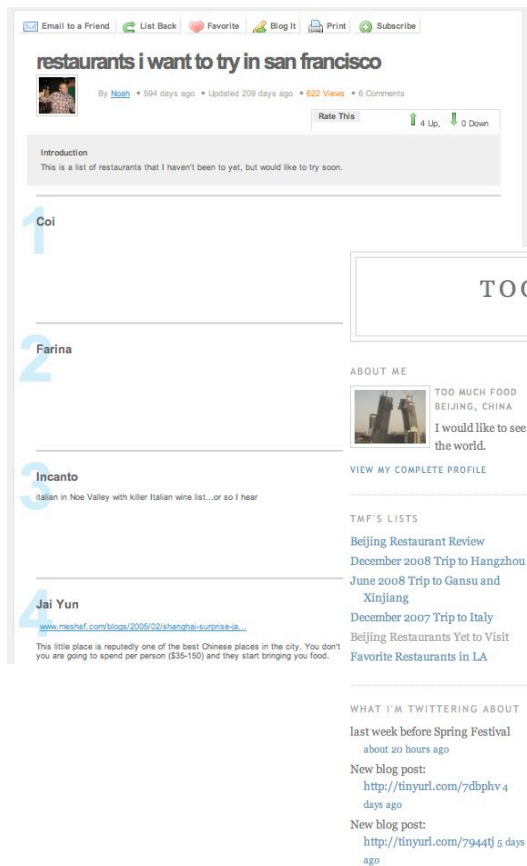 Email to a Friend List Back Favorite Blog It Print Subscribe
restaurants i want to try in san francisco
By Noah • 594 days ago • Updated 209 days ago • 622 Views • 6 Comments
Rate This 4 Up, 0 Down
Introduction
This is a list of restaurants that I haven't been to yet, but would like to try soon.
1
Coi
2
Farina
3
Incanto
italian in Noe Valley with killer Italian wine list...or so I hear
4
Jai Yun
www.meshsf.com/blogs/2005/02/shanghai-surprise-ja...
This little place is reputedly one of the best Chinese places in the city. You don't
you are going to spend per person ($35-150) and they start bringing you food.
ABOUT ME
TOO MUCH FOOD
BEIJING, CHINA
I would like to see
the world.
VIEW MY COMPLETE PROFILE
TMF'S LISTS
Beijing Restaurant Review
December 2008 Trip to Hangzhou
June 2008 Trip to Gansu and
Xinjiang
December 2007 Trip to Italy
Beijing Restaurants Yet to Visit
Favorite Restaurants in LA
WHAT I'M TWITTERING ABOUT
last week before Spring Festival
about 20 hours ago
New blog post:
http://tinyurl.com/7dbphv 4
days ago
New blog post:
http://tinyurl.com/7944tj 5 days
ago